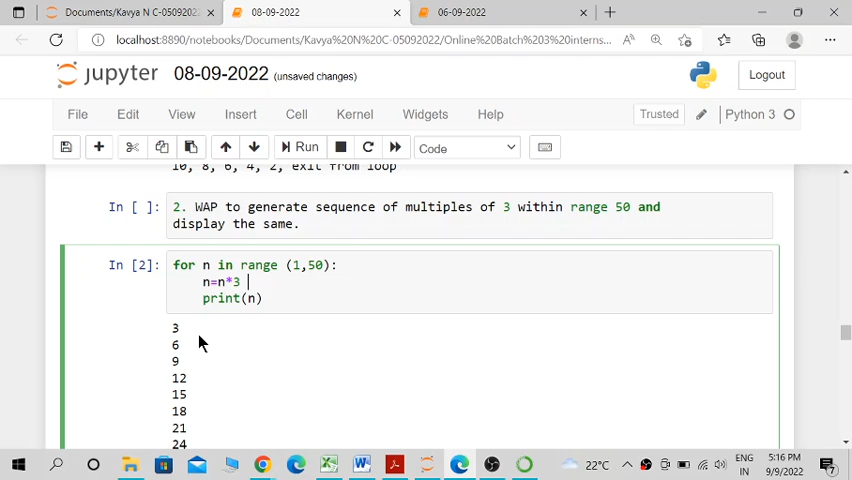 Documents/Kavya N C-0509202
08-09-2022
06-09-2022
localhost:8890/notebooks/Documents/Kavya%20N%20C-05092022/Online%20Batch%203%20interns...
jupyter 08-09-2022 (unsaved changes)
Logout
File Edit View Insert Cell Kernel Widgets Help
Trusted
Python 3
Run
Code
10, 8, 6, 4, 2, exit from loop
In [ ]: 2. WAP to generate sequence of multiples of 3 within range 50 and
display the same.
In [2]: for n in range (1,50):
n=n*3
print(n)
3
6
9
12
15
18
21
24
22°C
ENG
IN
5:16 PM
9/9/2022
7